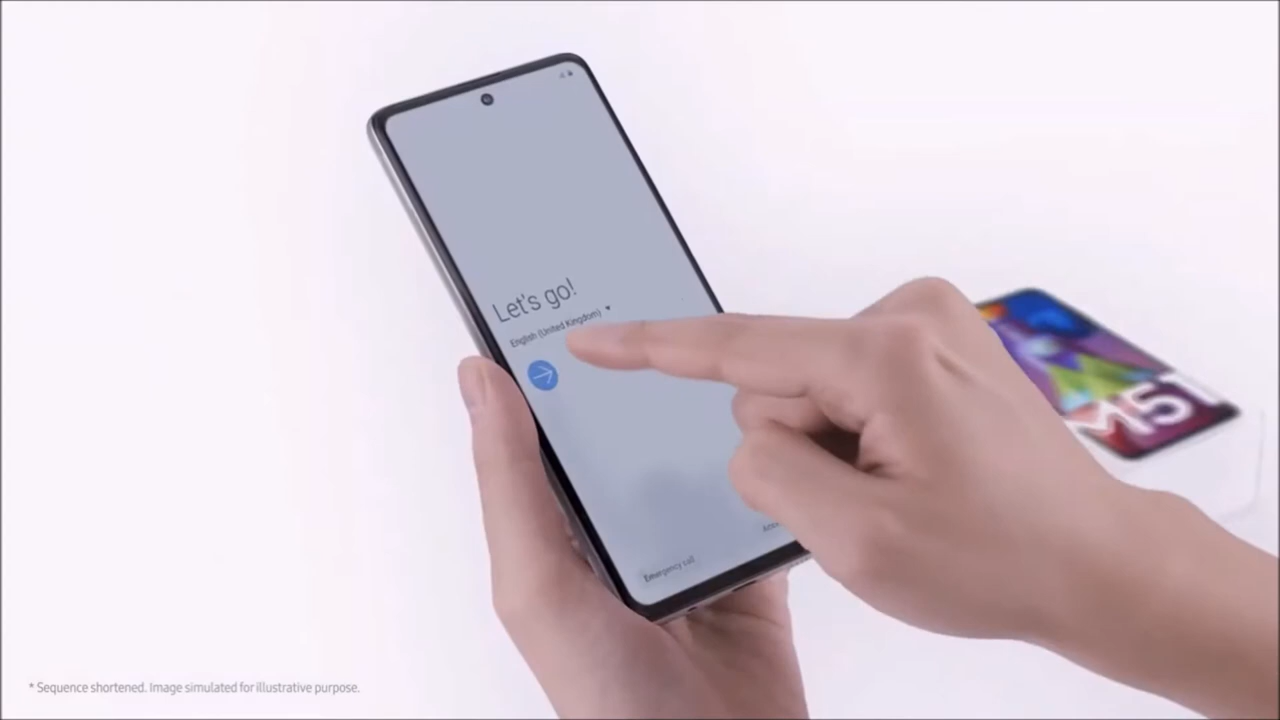 Let's go!
English (United Kingdom)
Emergency call
M51
* Sequence shortened. Image simulated for illustrative purpose.